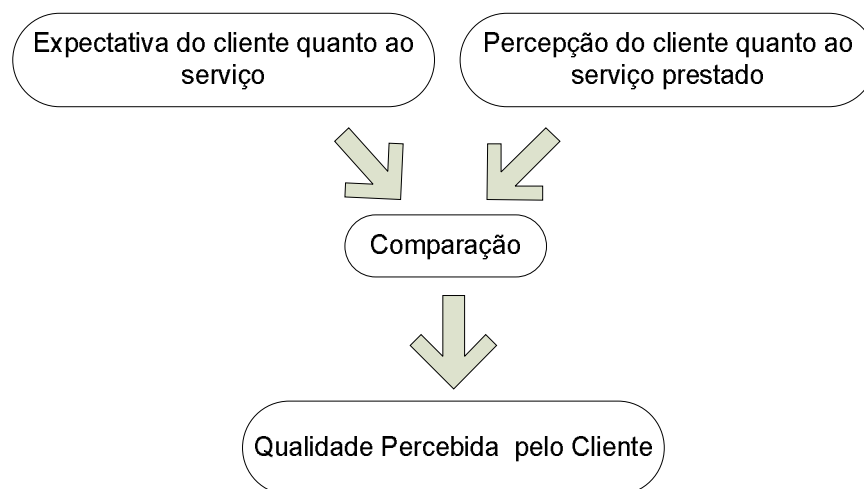 Expectativa do cliente quanto ao
serviço
Percepção do cliente quanto ao
serviço prestado
Comparação
Qualidade Percebida  pelo Cliente